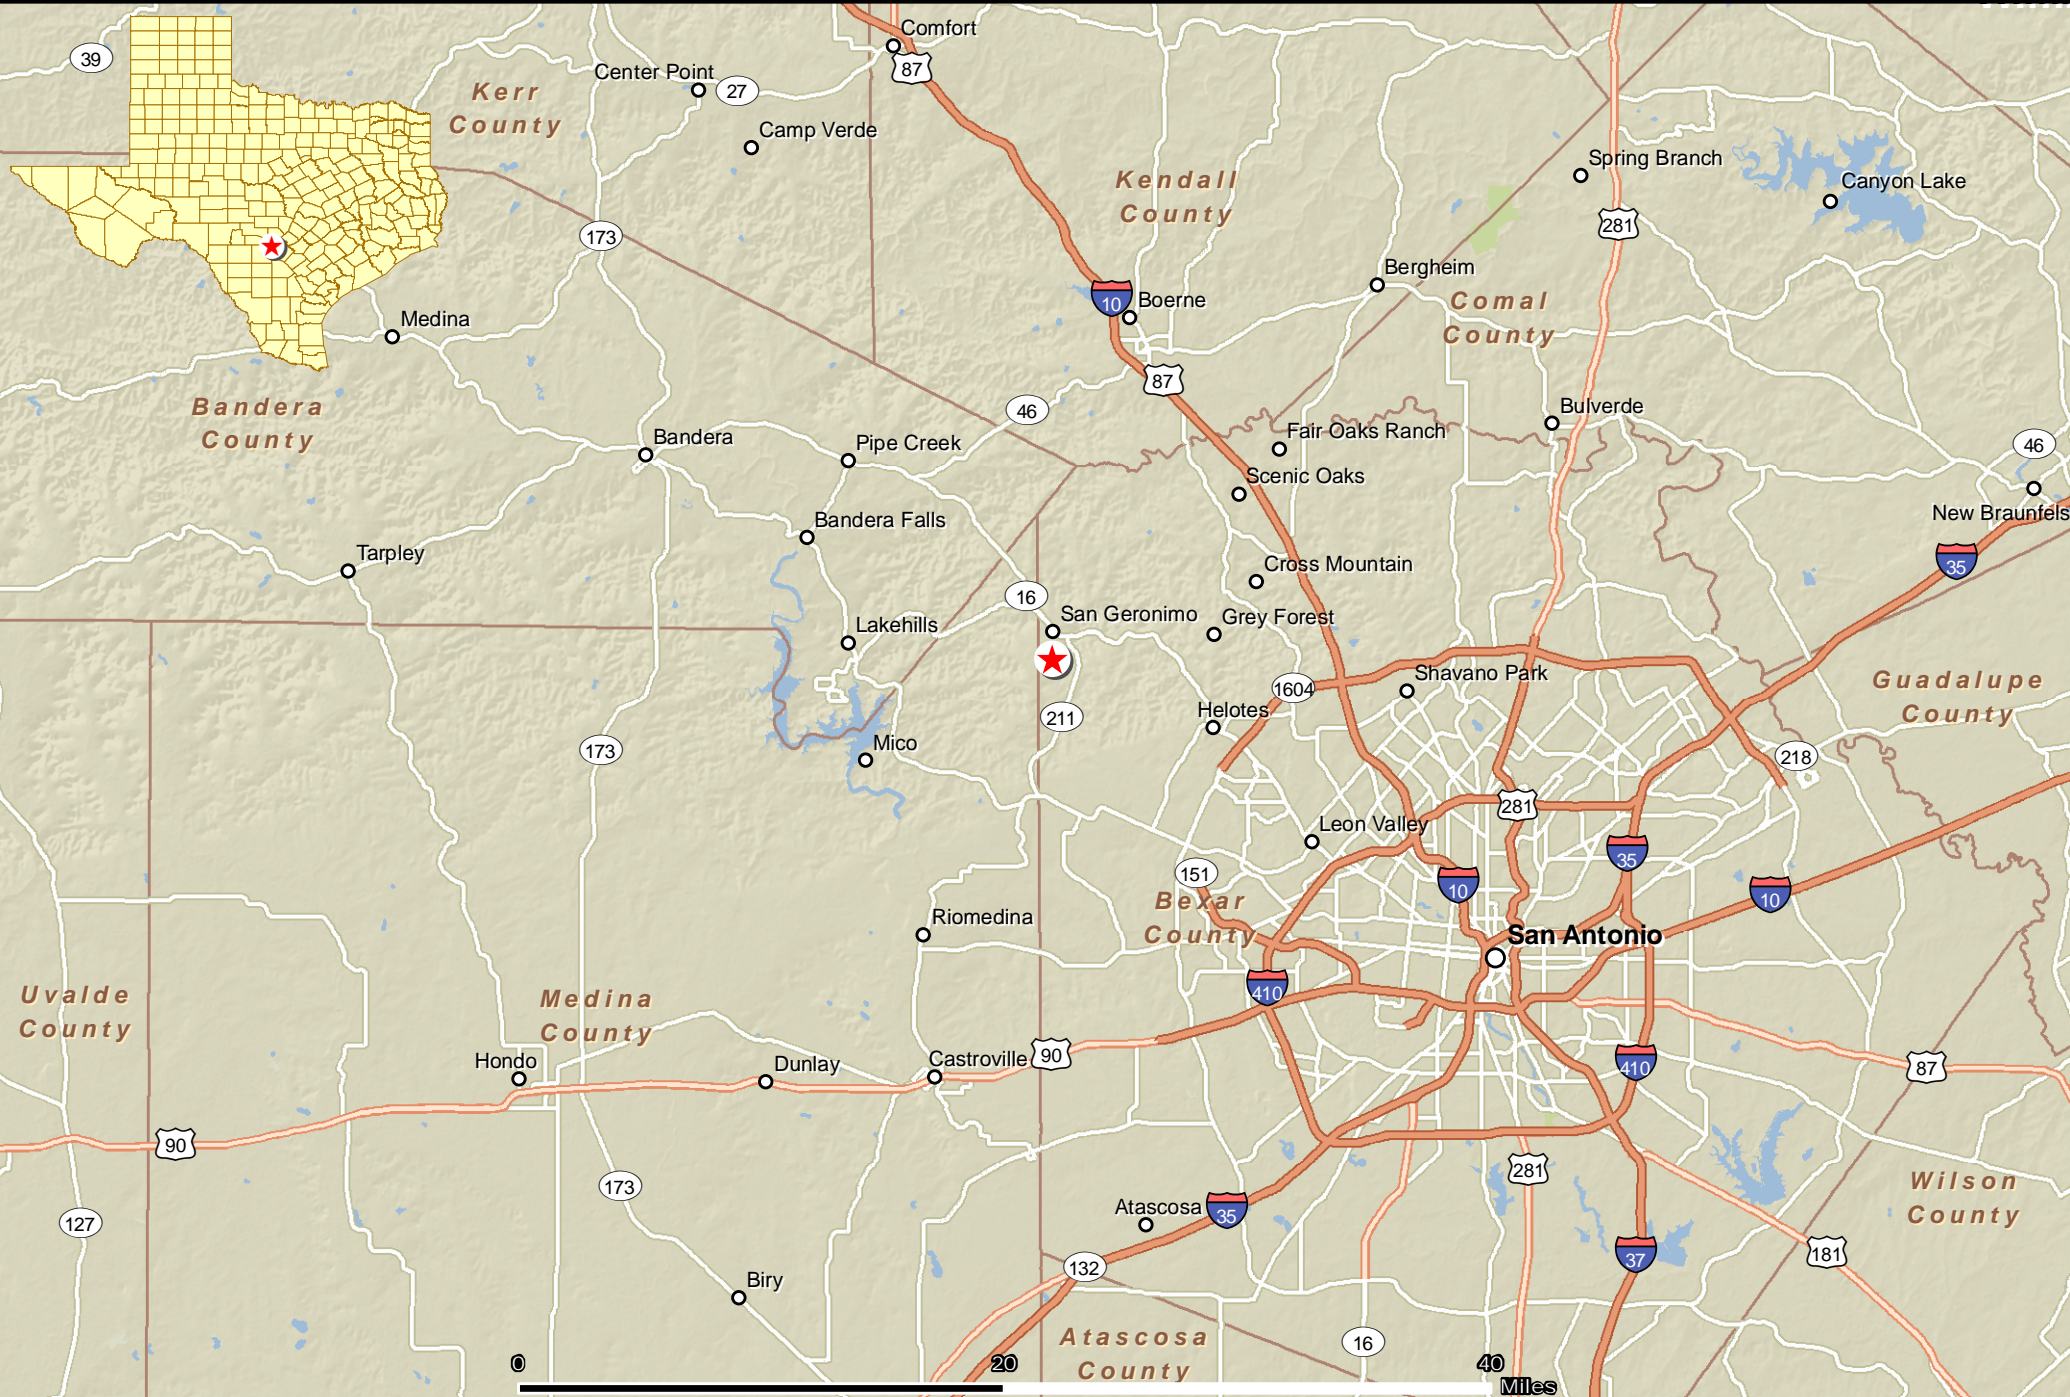 Comfort
39
87
Center Point
27
Kerr
County
Camp Verde
Spring Branch
Canyon Lake
Kendall
County
281
173
Bergheim
10
Boerne
Comal
County
Medina
87
Bandera
County
46
Bulverde
Bandera
Pipe Creek
Fair Oaks Ranch
46
Scenic Oaks
New Braunfels
Bandera Falls
Tarpley
Cross Mountain
35
16
San Geronimo
Grey Forest
Lakehills
1604
Shavano Park
Guadalupe
County
211
Helotes
173
Mico
218
281
Leon Valley
35
151
10
10
Bexar
County
Riomedina
San Antonio
410
Uvalde
County
Medina
County
Hondo
Dunlay
Castroville
90
410
87
90
281
173
Wilson
County
Atascosa
35
127
181
132
37
Biry
Atascosa
County
16
0
20
40
Miles